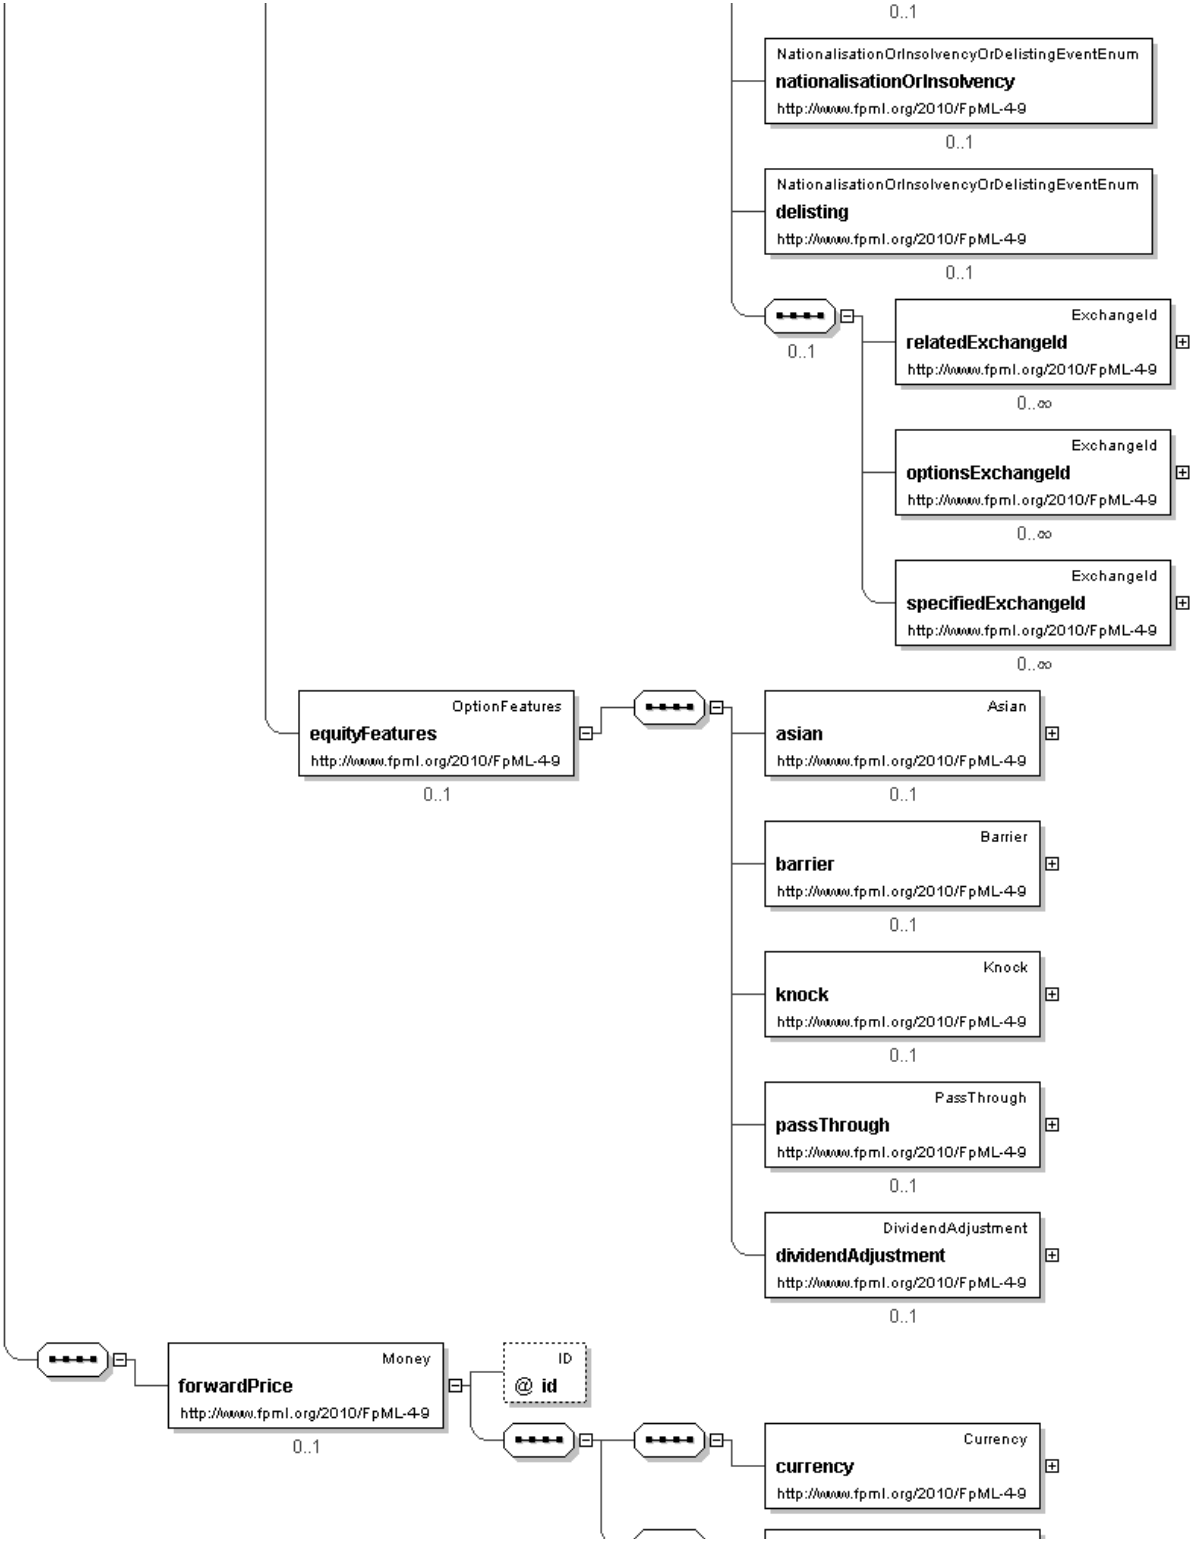 0..1
NationalisationOrInsolvencyOrDelistingEventEnum
nationalisationOrInsolvency
http://www.fpml.org/2010/FpML-4-9
0..1
NationalisationOrInsolvencyOrDelistingEventEnum
delisting
http://www.fpml.org/2010/FpML-4-9
0..1
0..1
ExchangeId
relatedExchangeId
http://www.fpml.org/2010/FpML-4-9
0..∞
ExchangeId
optionsExchangeId
http://www.fpml.org/2010/FpML-4-9
0..∞
ExchangeId
specifiedExchangeId
http://www.fpml.org/2010/FpML-4-9
0..∞
OptionFeatures
equityFeatures
http://www.fpml.org/2010/FpML-4-9
0..1
Asian
asian
http://www.fpml.org/2010/FpML-4-9
0..1
Barrier
barrier
http://www.fpml.org/2010/FpML-4-9
0..1
Knock
knock
http://www.fpml.org/2010/FpML-4-9
0..1
PassThrough
passThrough
http://www.fpml.org/2010/FpML-4-9
0..1
DividendAdjustment
dividendAdjustment
http://www.fpml.org/2010/FpML-4-9
0..1
Money
forwardPrice
http://www.fpml.org/2010/FpML-4-9
0..1
ID
@ id
Currency
currency
http://www.fpml.org/2010/FpML-4-9